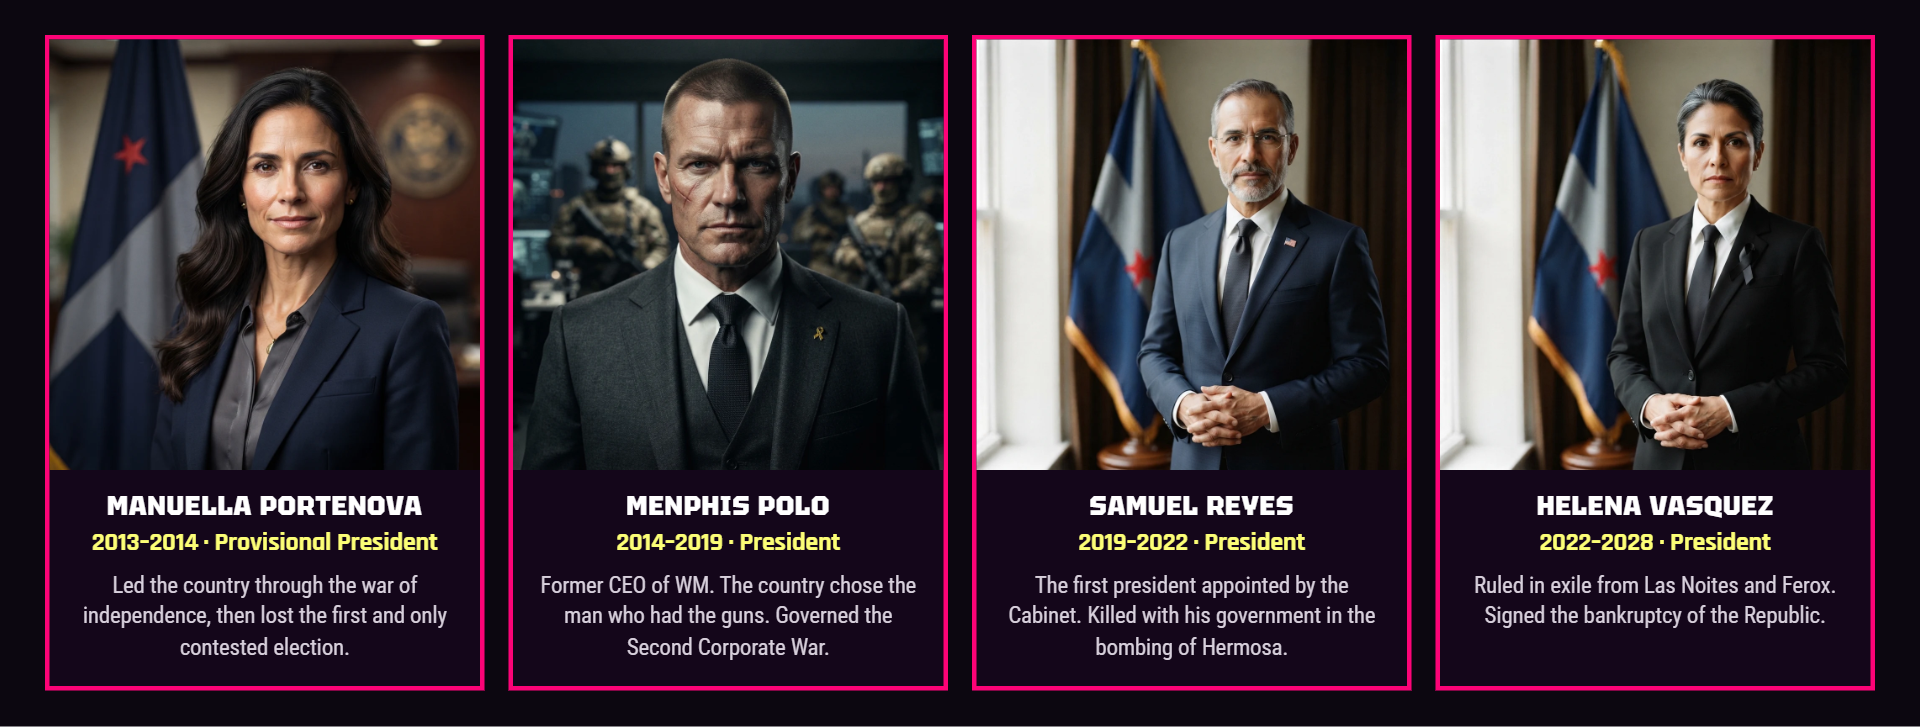 MANUELLA PORTENOVA
2013–2014 · Provisional President
Led the country through the war of
independence, then lost the first and only
contested election.
MENPHIS POLO
2014–2019 · President
Former CEO of WM. The country chose the
man who had the guns. Governed the
Second Corporate War.
SAMUEL REYES
2019–2022 · President
The first president appointed by the
Cabinet. Killed with his government in the
bombing of Hermosa.
HELENA VASQUEZ
2022–2028 · President
Ruled in exile from Las Noites and Ferox.
Signed the bankruptcy of the Republic.